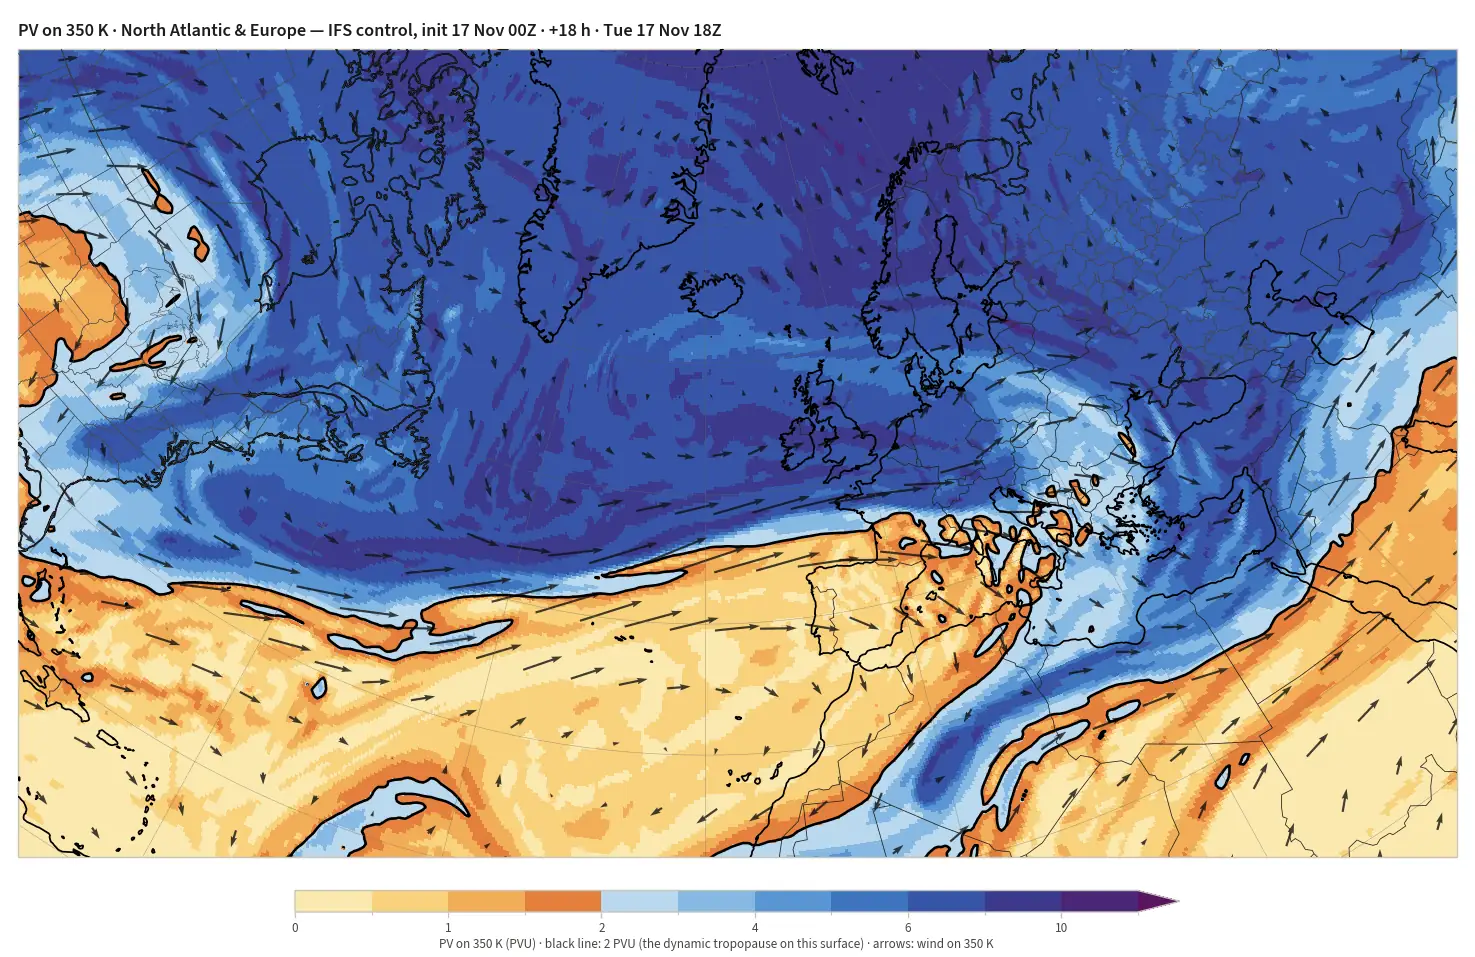 PV on 350 K · North Atlantic & Europe — IFS control, init 17 Nov 00Z · +18 h · Tue 17 Nov 18Z
0 1 2 4 6 10
PV on 350 K (PVU) · black line: 2 PVU (the dynamic tropopause on this surface) · arrows: wind on 350 K